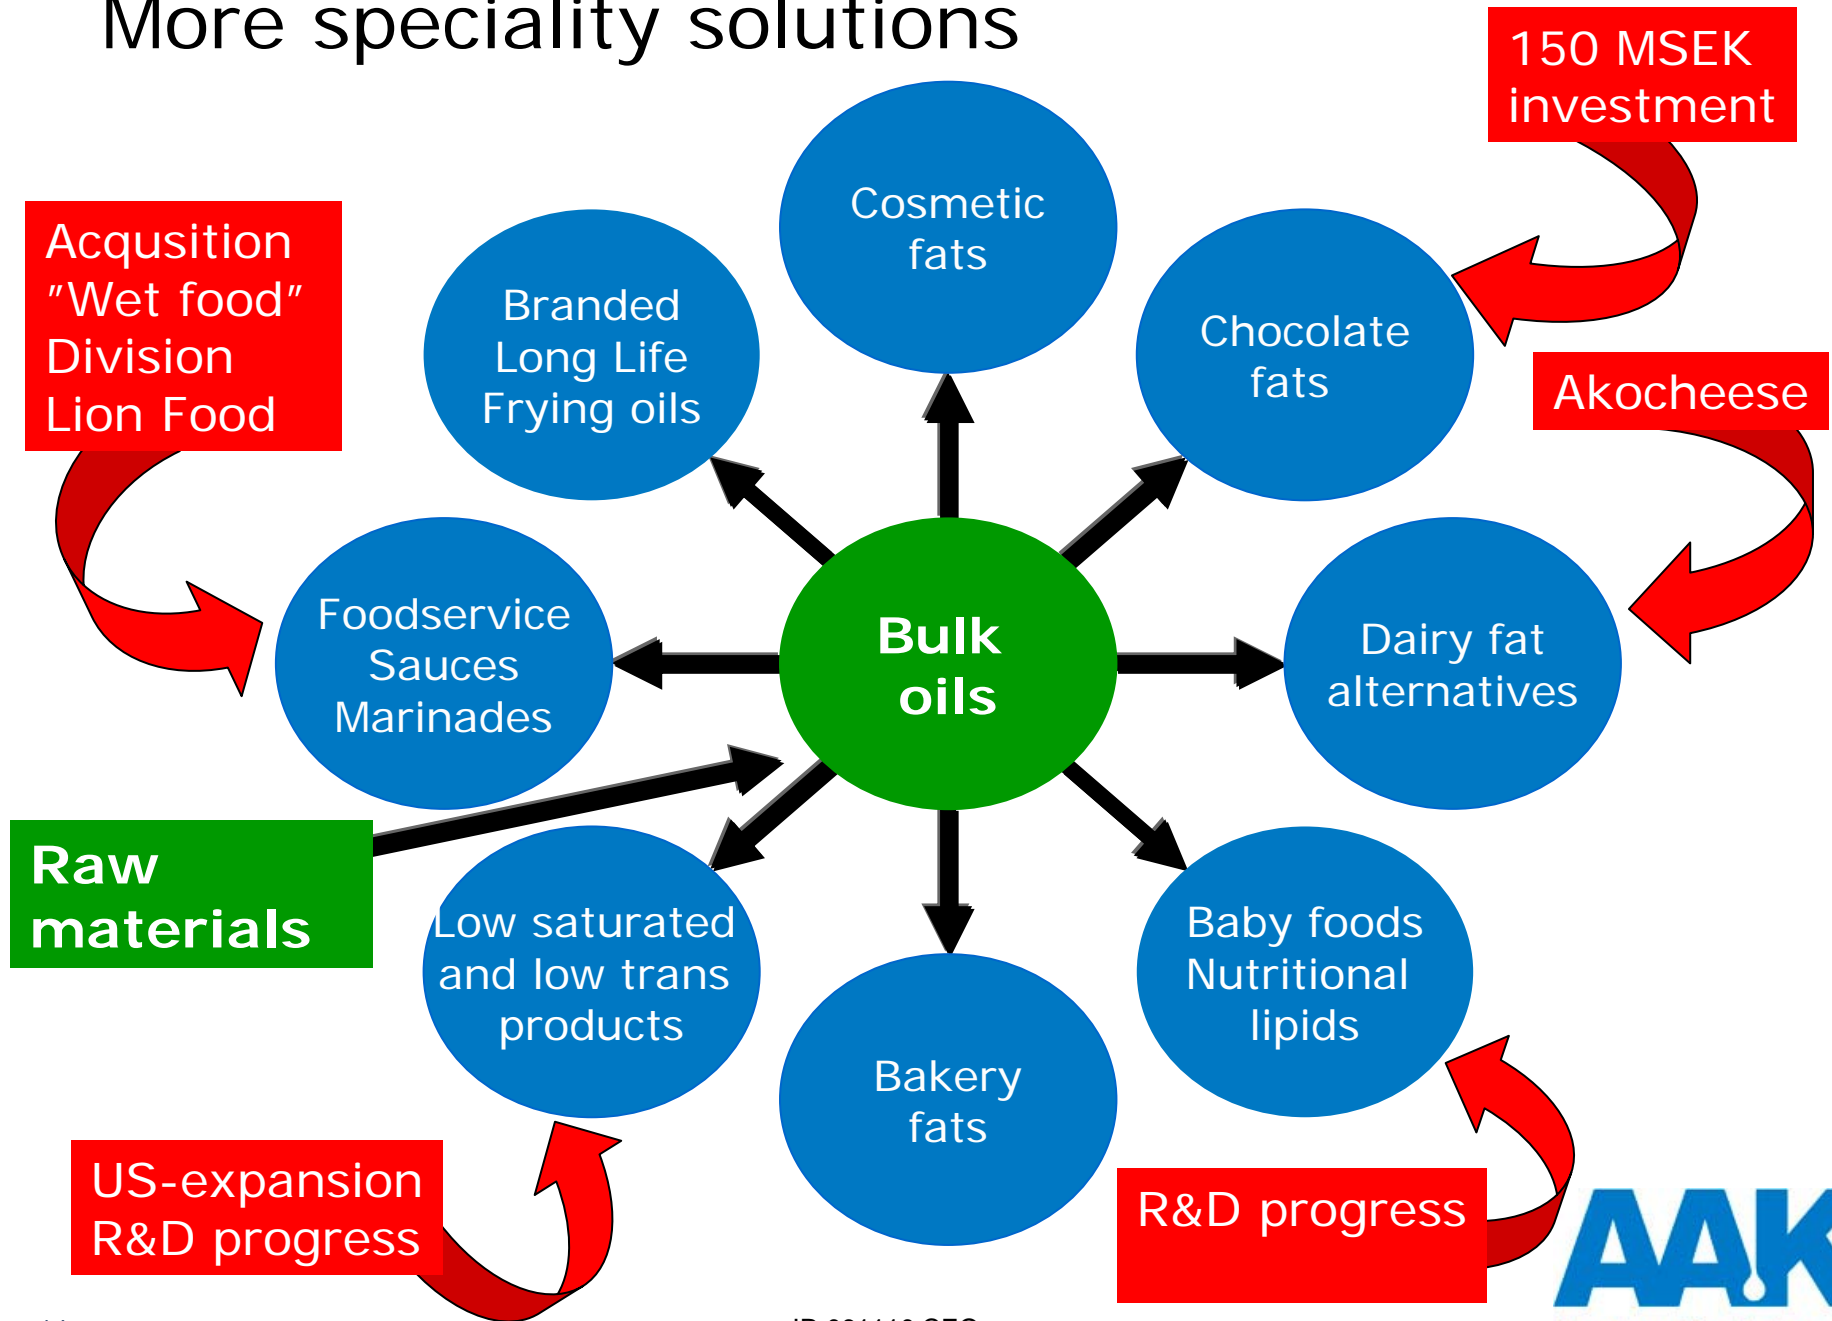 More speciality solutions
150 MSEK
investment
Acqusition
"Wet food"
Division
Lion Food
Cosmetic
fats
Branded
Long Life
Frying oils
Chocolate
fats
Akocheese
Foodservice
Sauces
Marinades
Bulk
oils
Dairy fat
alternatives
Raw
materials
Low saturated
and low trans
products
Baby foods
Nutritional
lipids
Bakery
fats
US-expansion
R&D progress
R&D progress
AAK